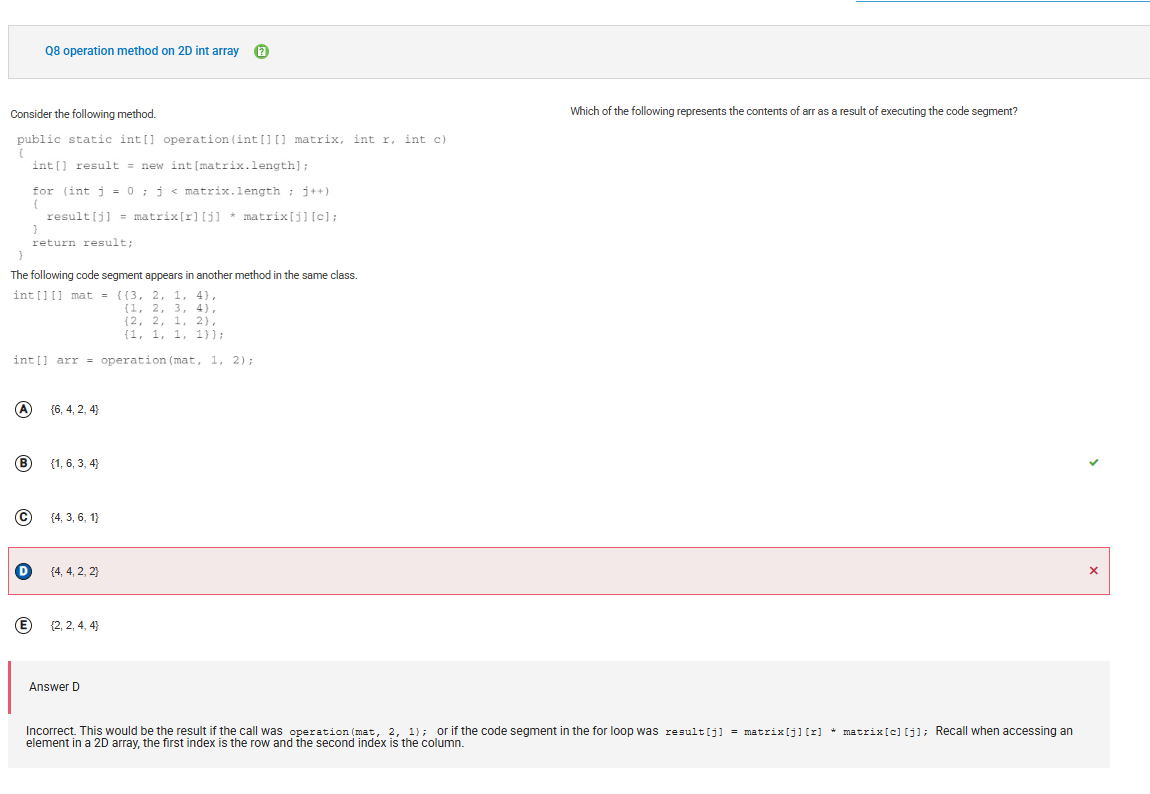 Q8 operation method on 2D int array
Consider the following method.
public static int[] operation(int[][] matrix, int r, int c)
{
int[] result = new int[matrix.length];
for (int j = 0 ; j < matrix.length ; j++)
{
result[j] = matrix[r][j] * matrix[j][c];
}
return result;
}
The following code segment appears in another method in the same class.
int[][] mat = {{3, 2, 1, 4},
{1, 2, 3, 4},
{2, 2, 1, 2},
{1, 1, 1, 1}};
int[] arr = operation(mat, 1, 2);
Which of the following represents the contents of arr as a result of executing the code segment?
A {6, 4, 2, 4}
B {1, 6, 3, 4}
C {4, 3, 6, 1}
D {4, 4, 2, 2}
E {2, 2, 4, 4}
Answer D
Incorrect. This would be the result if the call was operation(mat, 2, 1); or if the code segment in the for loop was result[j] = matrix[j][r] * matrix[c][j]; Recall when accessing an
element in a 2D array, the first index is the row and the second index is the column.